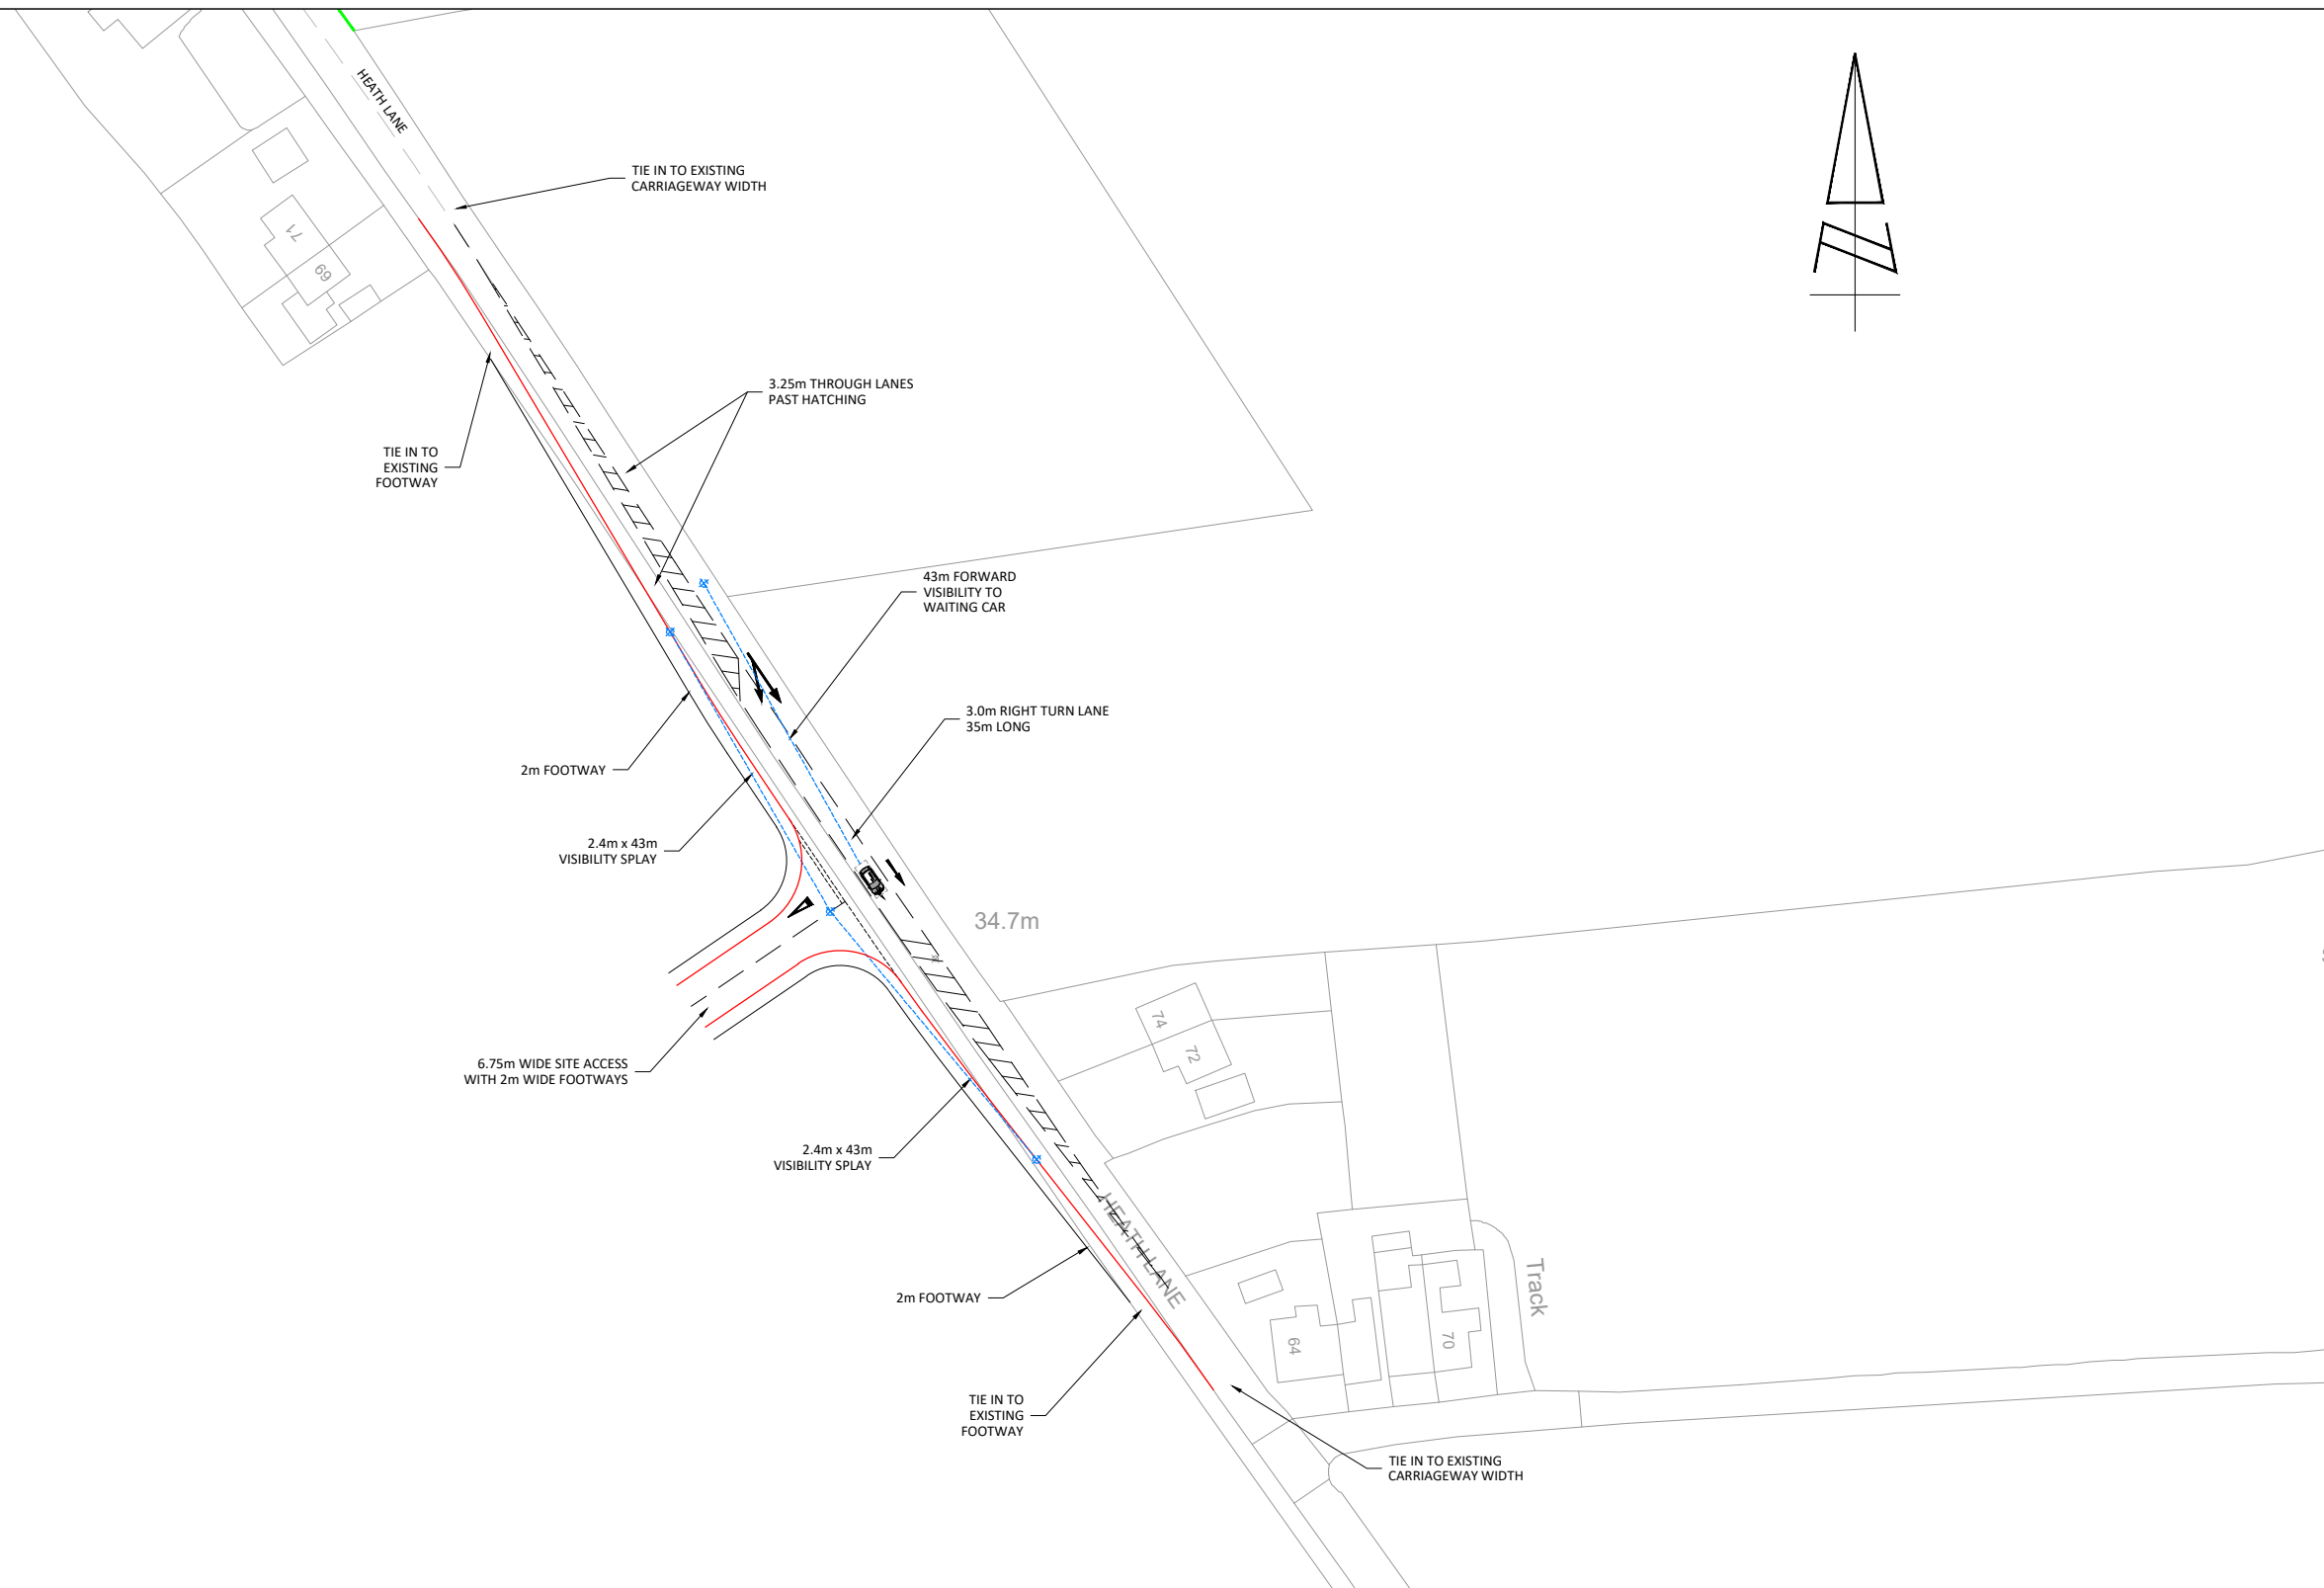 HEATH LANE
TIE IN TO EXISTING
CARRIAGEWAY WIDTH
71
69
N
3.25m THROUGH LANES
PAST HATCHING
TIE IN TO
EXISTING
FOOTWAY
43m FORWARD
VISIBILITY TO
WAITING CAR
3.0m RIGHT TURN LANE
35m LONG
2m FOOTWAY
2.4m x 43m
VISIBILITY SPLAY
34.7m
74
72
6.75m WIDE SITE ACCESS
WITH 2m WIDE FOOTWAYS
2.4m x 43m
VISIBILITY SPLAY
HEATH LANE
Track
2m FOOTWAY
64
70
TIE IN TO
EXISTING
FOOTWAY
TIE IN TO EXISTING
CARRIAGEWAY WIDTH